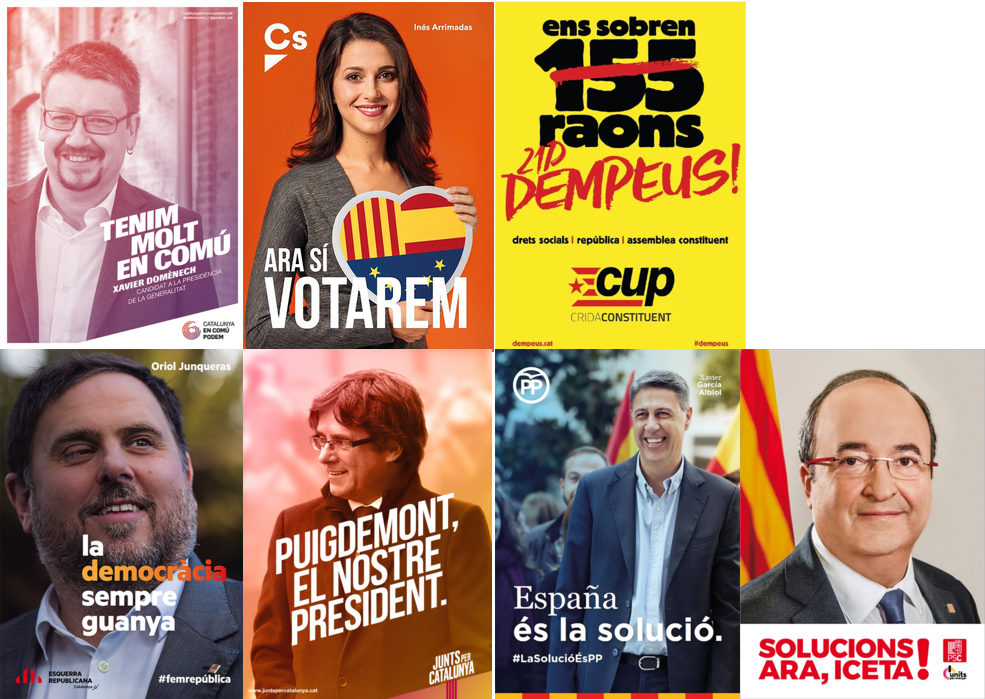 TENIM
MOLT
EN COMÚ
XAVIER DOMÈNECH
CANDIDAT A LA PRESIDÈNCIA
DE LA GENERALITAT
CATALUNYA
EN COMÚ
PODEM
Cs
Inés Arrimadas
ARA SÍ
VOTAREM
ens sobren
155
raons
21D
DEMPEUS!
drets socials | república | assemblea constituent
cup
CRIDACONSTITUENT
dempeus.cat
#dempeus
Oriol Junqueras
la
democràcia
sempre
guanya
ESQUERRA
REPUBLICANA
Catalunya
#femrepública
PUIGDEMONT,
EL NOSTRE
PRESIDENT.
JUNTS PER
CATALUNYA
www.juntspercatalunya.cat
PP
Xavier
García
Albiol
España
és la solució.
#LaSolucióÉsPP
SOLUCIONS
ARA, ICETA!
PSC
units